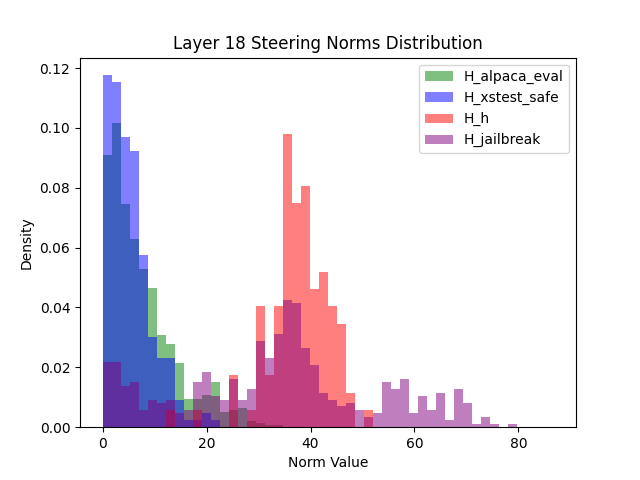 Layer 18 Steering Norms Distribution
H_alpaca_eval
H_xstest_safe
H_h
H_jailbreak
0.12
0.10
0.08
0.06
0.04
0.02
0.00
Density
0
20
40
60
80
Norm Value